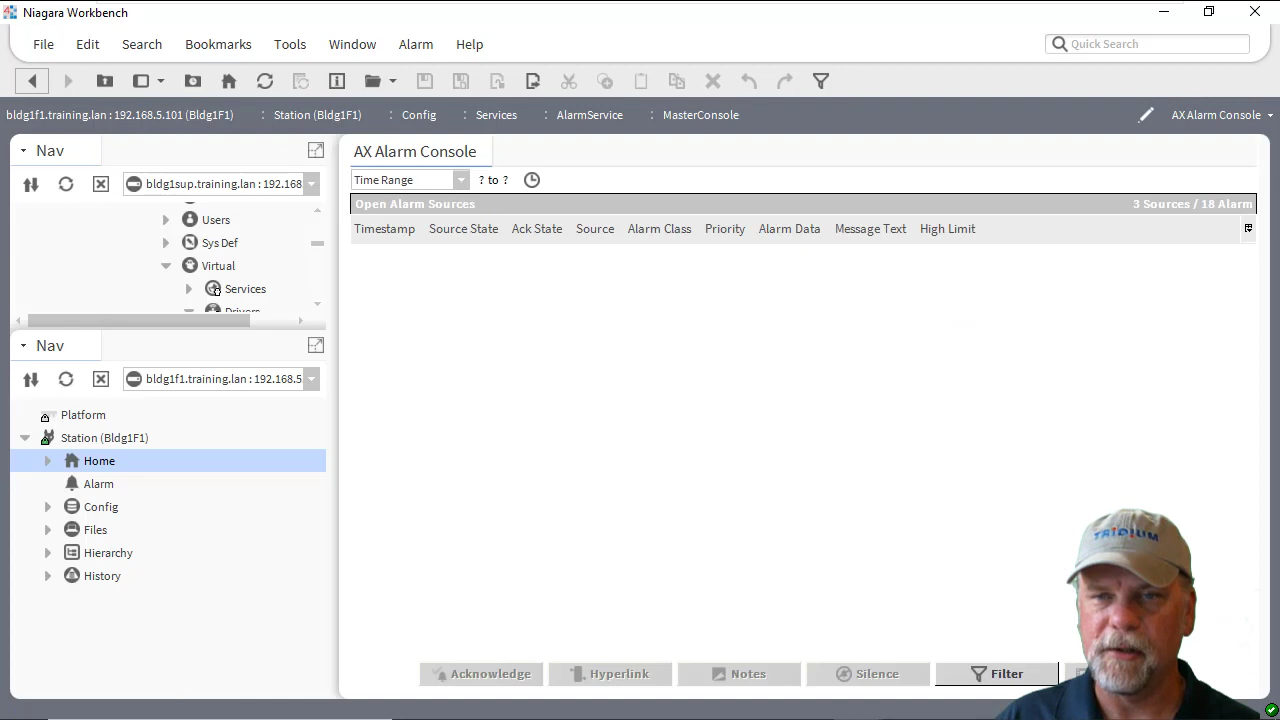 Niagara Workbench
File Edit Search Bookmarks Tools Window Alarm Help
Quick Search
bldg1f1.training.lan : 192.168.5.101 (Bldg1F1) : Station (Bldg1F1) : Config : Services : AlarmService : MasterConsole
AX Alarm Console
Nav
bldg1sup.training.lan : 192.168
Users
Sys Def
Virtual
Services
Drivers
Nav
bldg1f1.training.lan : 192.168.5
Platform
Station (Bldg1F1)
Home
Alarm
Config
Files
Hierarchy
History
AX Alarm Console
Time Range ? to ?
Open Alarm Sources 3 Sources / 18 Alarm
Timestamp Source State Ack State Source Alarm Class Priority Alarm Data Message Text High Limit
Acknowledge Hyperlink Notes Silence Filter
TRIDIUM